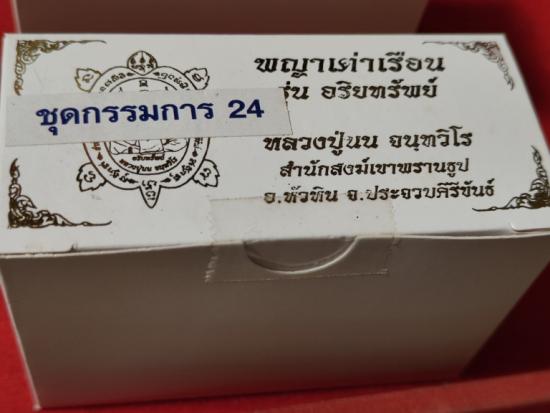 พญาเต่าเรือน
รุ่น อริยทรัพย์
ชุดกรรมการ 24
หลวงปู่นน จนฺทวิโร
สำนักสงฆ์เขาพรานธูป
อ.หัวหิน จ.ประจวบคีรีขันธ์